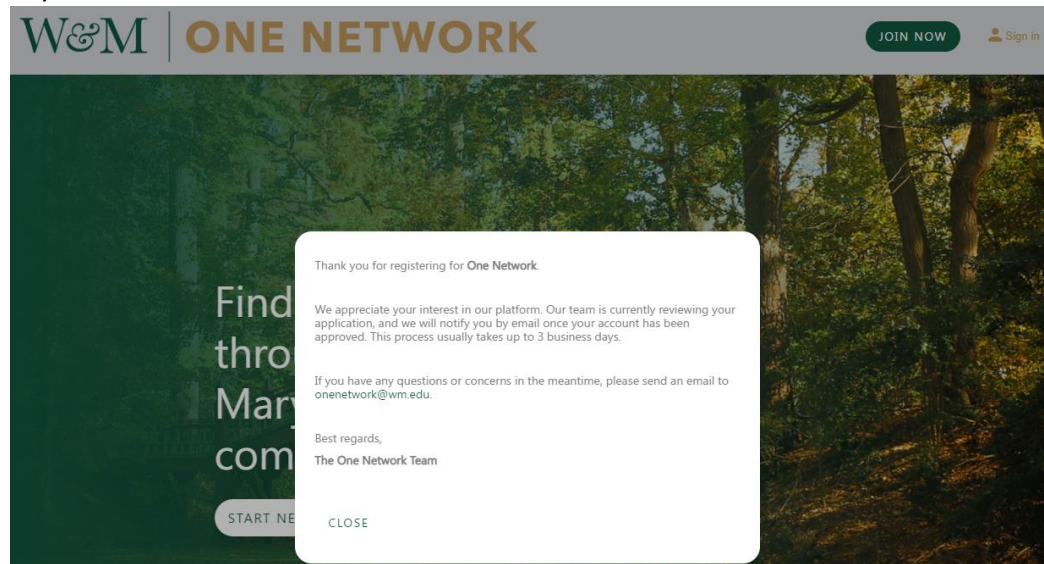 W&M ONE NETWORK
JOIN NOW
Sign in
Find
thro
Mary
com
START NE
Thank you for registering for One Network.
We appreciate your interest in our platform. Our team is currently reviewing your
application, and we will notify you by email once your account has been
approved. This process usually takes up to 3 business days.
If you have any questions or concerns in the meantime, please send an email to
onenetwork@wm.edu.
Best regards,
The One Network Team
CLOSE